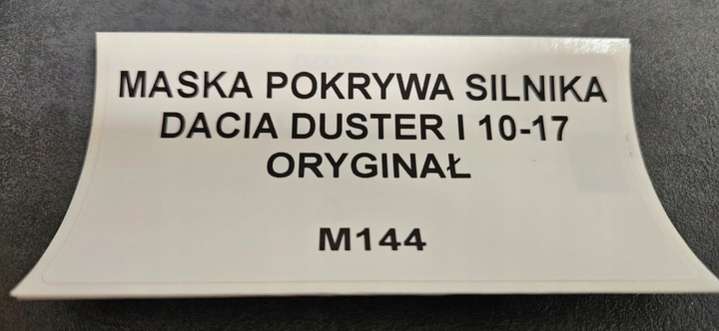 MASKA POKRYWA SILNIKA
DACIA DUSTER I 10-17
ORYGINAŁ
M144